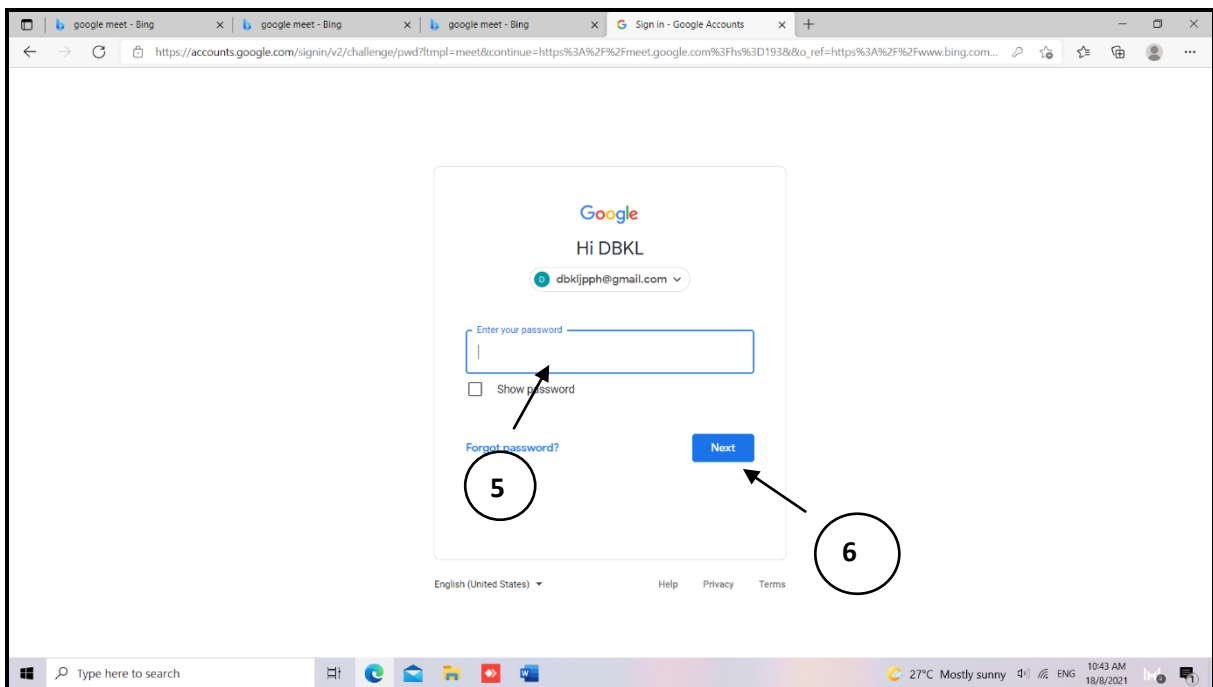 google meet - Bing
google meet - Bing
google meet - Bing
Sign in - Google Accounts
https://accounts.google.com/signin/v2/challenge/pwd?ltmpl=meet&continue=https%3A%2F%2Fmeet.google.com%3Fhs%3D193&&o_ref=https%3A%2F%2Fwww.bing.com...
Google
Hi DBKL
D dbkljpph@gmail.com
Enter your password
Show password
Forgot password?
Next
5
6
English (United States)
Help Privacy Terms
Type here to search
27°C Mostly sunny
ENG
10:43 AM
18/8/2021
1